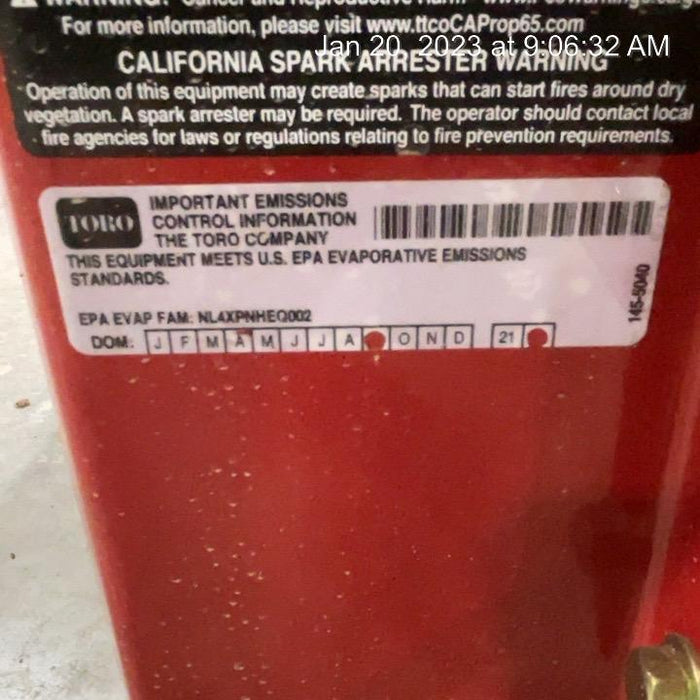 For more information, please visit www.ttcoCAProp65.com
Jan 20, 2023 at 9:06:32 AM
CALIFORNIA SPARK ARRESTER WARNING
Operation of this equipment may create sparks that can start fires around dry
vegetation. A spark arrester may be required. The operator should contact local
fire agencies for laws or regulations relating to fire prevention requirements.
TORO
IMPORTANT EMISSIONS
CONTROL INFORMATION
THE TORO COMPANY
THIS EQUIPMENT MEETS U.S. EPA EVAPORATIVE EMISSIONS
STANDARDS.
145-5040
EPA EVAP FAM: NL4XPNHEQ002
DOM: J F M A M J J A O N D 21